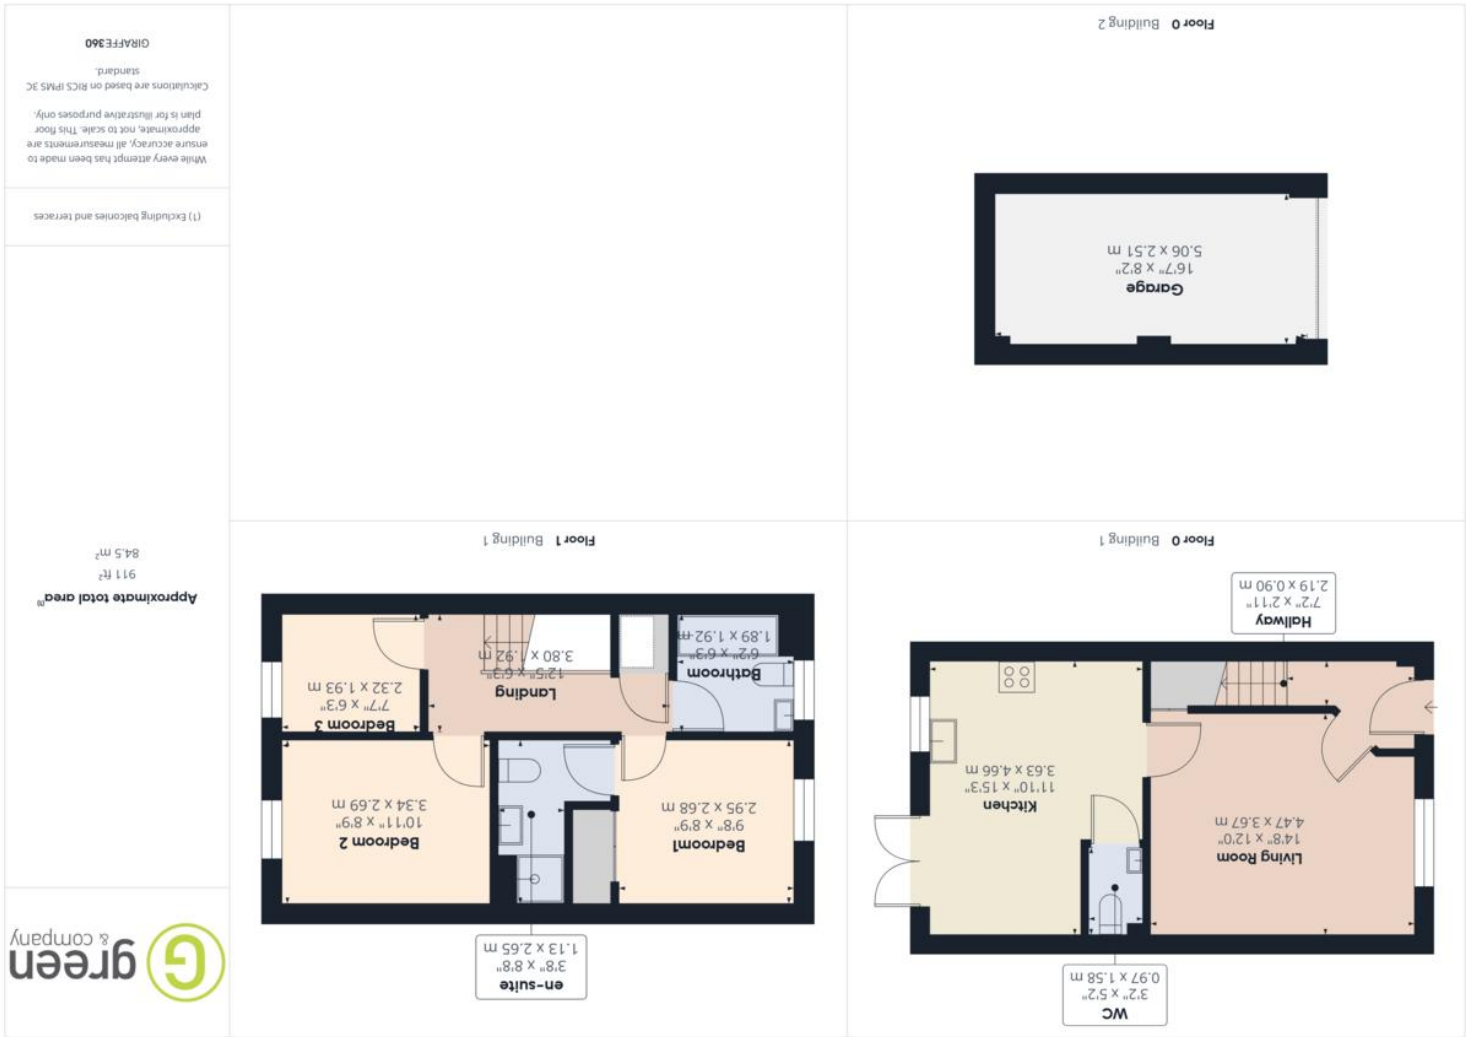 green
& company
Approximate total area(1)
911 ft²
84.5 m²
(1) Excluding balconies and terraces
While every attempt has been made to
ensure accuracy, all measurements are
approximate, not to scale. This floor
plan is for illustrative purposes only.
Calculations are based on RICS IPMS 3C
standard.
GIRAFFE360
WC
3'2" x 5'2"
0.97 x 1.58 m
Living Room
14'8" x 12'0"
4.47 x 3.67 m
Kitchen
11'10" x 15'3"
3.63 x 4.66 m
Hallway
7'2" x 2'11"
2.19 x 0.90 m
Floor 0 Building 1
en-suite
3'8" x 8'8"
1.13 x 2.65 m
Bedroom1
9'8" x 8'9"
2.95 x 2.68 m
Bedroom 2
10'11" x 8'9"
3.34 x 2.69 m
Bathroom
6'2" x 6'3"
1.89 x 1.92 m
Landing
12'5" x 6'3"
3.80 x 1.92 m
Bedroom 3
7'7" x 6'3"
2.32 x 1.93 m
Floor 1 Building 1
Garage
16'7" x 8'2"
5.06 x 2.51 m
Floor 0 Building 2